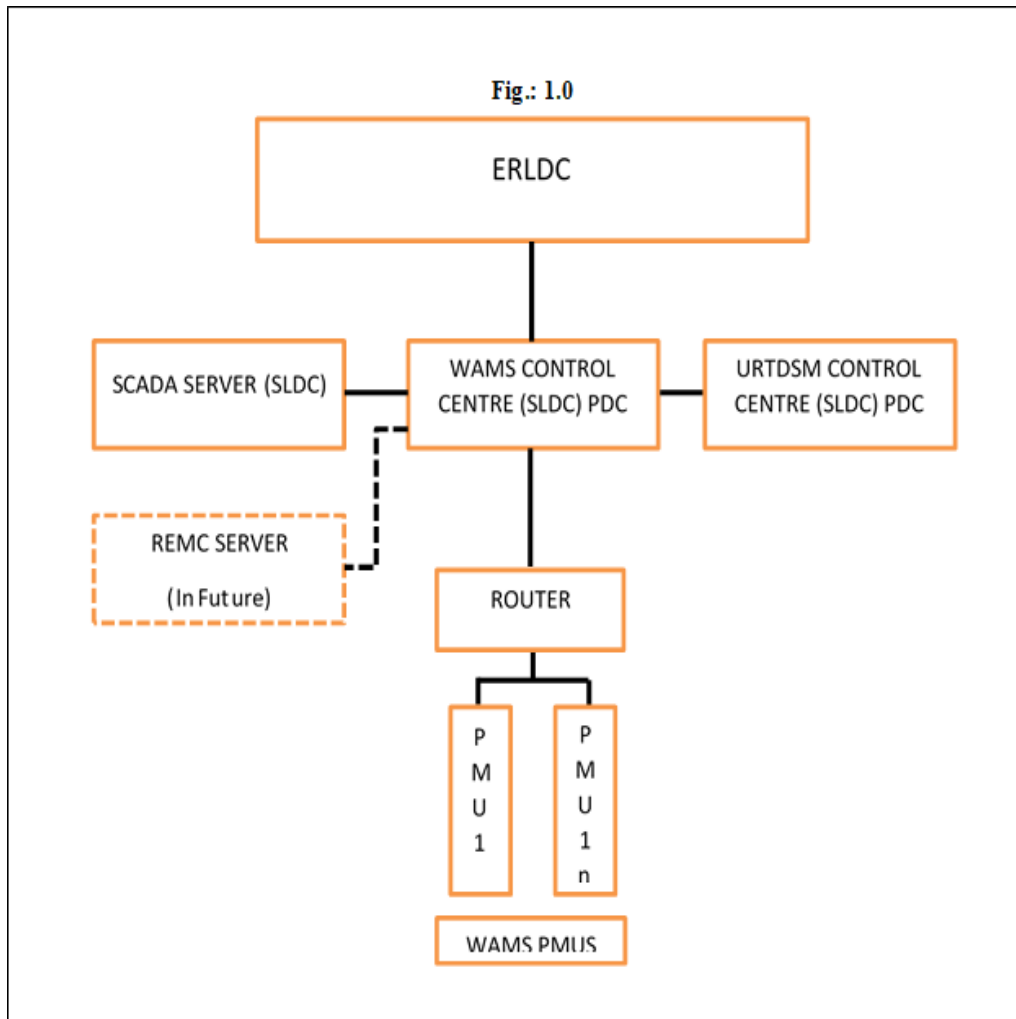 Fig.: 1.0
ERLDC
SCADA SERVER (SLDC)
WAMS CONTROL
CENTRE (SLDC) PDC
URTDSM CONTROL
CENTRE (SLDC) PDC
REMC SERVER
(In Future)
ROUTER
P
M
U
1
P
M
U
1
n
WAMS PMUS